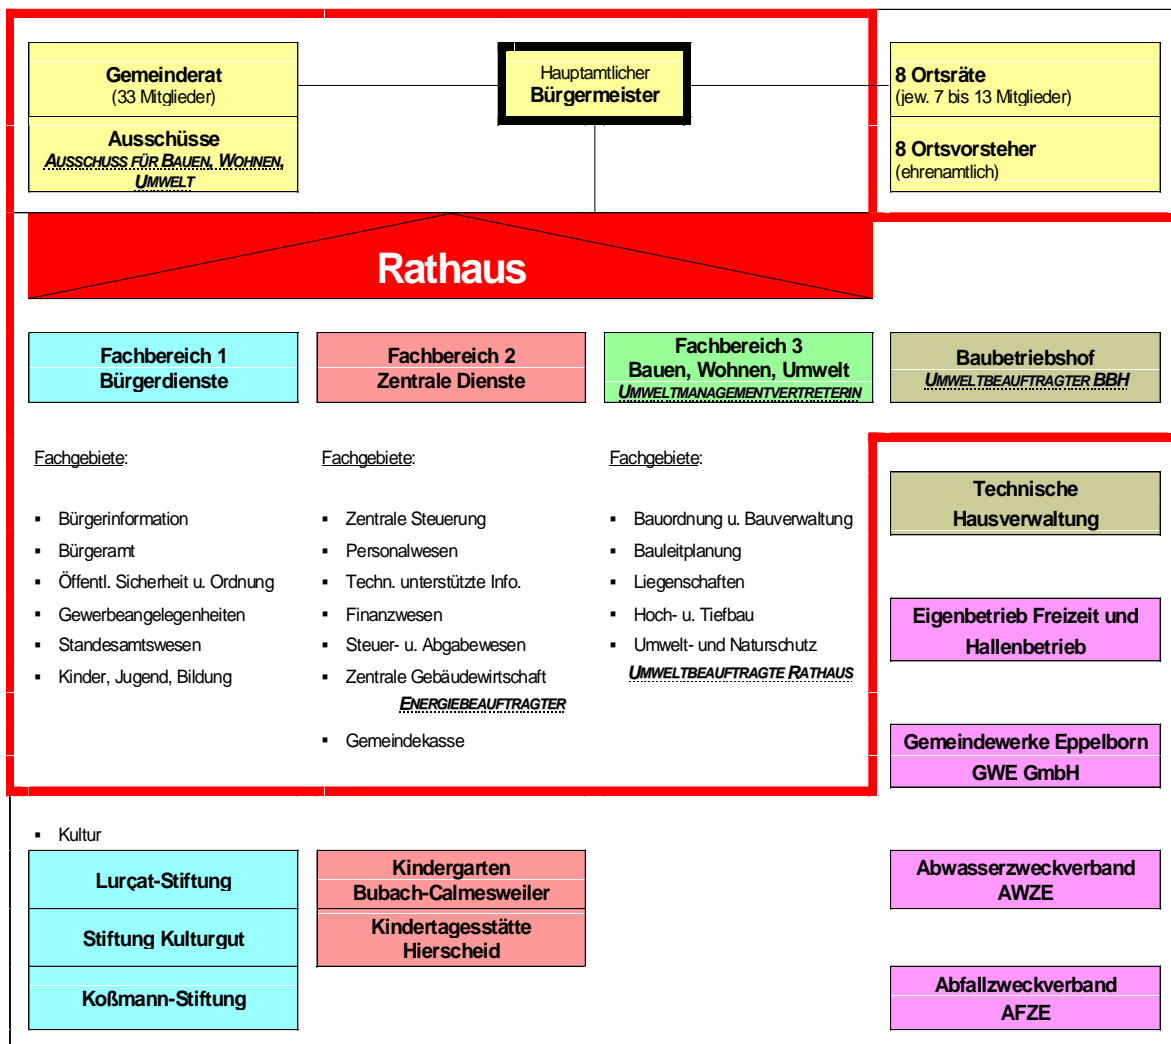 Gemeinderat
(33 Mitglieder)
Ausschüsse
AUSSCHUSS FÜR BAUEN, WOHNEN,
UMWELT
Hauptamtlicher
Bürgermeister
8 Ortsräte
(jew. 7 bis 13 Mitglieder)
8 Ortsvorsteher
(ehrenamtlich)
Rathaus
Fachbereich 1
Bürgerdienste
Fachbereich 2
Zentrale Dienste
Fachbereich 3
Bauen, Wohnen, Umwelt
UMWELTMANAGEMENTVERTRETERIN
Baubetriebshof
UMWELTBEAUFTRAGTER BBH
Fachgebiete:
▪ Bürgerinformation
▪ Bürgeramt
▪ Öffentl. Sicherheit u. Ordnung
▪ Gewerbeangelegenheiten
▪ Standesamtswesen
▪ Kinder, Jugend, Bildung
Fachgebiete:
▪ Zentrale Steuerung
▪ Personalwesen
▪ Techn. unterstützte Info.
▪ Finanzwesen
▪ Steuer- u. Abgabewesen
▪ Zentrale Gebäudewirtschaft
ENERGIEBEAUFTRAGTER
▪ Gemeindekasse
Fachgebiete:
▪ Bauordnung u. Bauverwaltung
▪ Bauleitplanung
▪ Liegenschaften
▪ Hoch- u. Tiefbau
▪ Umwelt- und Naturschutz
UMWELTBEAUFTRAGTE RATHAUS
Technische
Hausverwaltung
Eigenbetrieb Freizeit und
Hallenbetrieb
Gemeindewerke Eppelborn
GWE GmbH
▪ Kultur
Lurçat-Stiftung
Stiftung Kulturgut
Koßmann-Stiftung
Kindergarten
Bubach-Calmesweiler
Kindertagesstätte
Hierscheid
Abwasserzweckverband
AWZE
Abfallzweckverband
AFZE